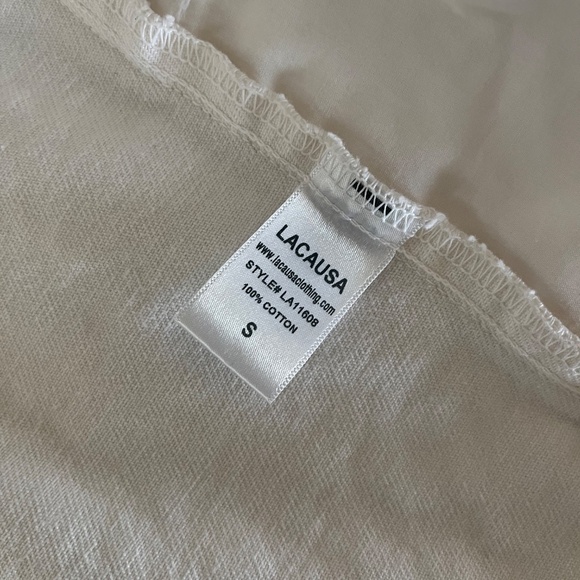 LACAUSA
www.lacausaclothing.com
STYLE# LA11608
100% COTTON
S